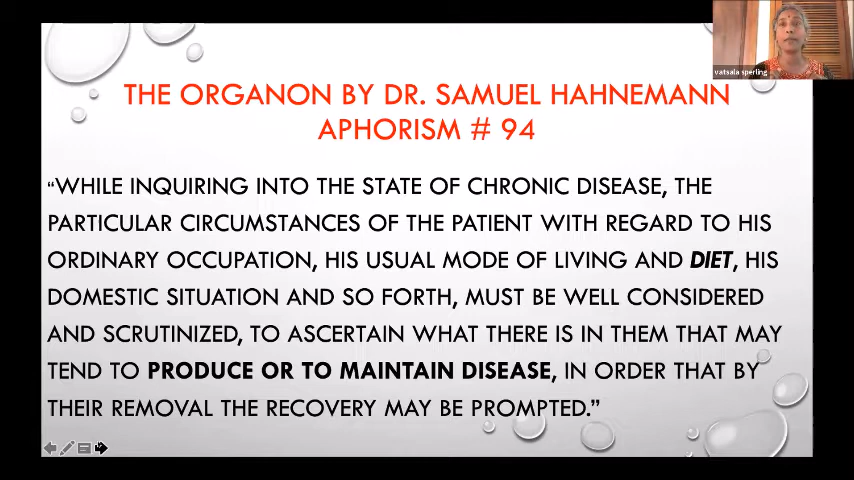 vatsala sperling
THE ORGANON BY DR. SAMUEL HAHNEMANN
APHORISM # 94
“WHILE INQUIRING INTO THE STATE OF CHRONIC DISEASE, THE
PARTICULAR CIRCUMSTANCES OF THE PATIENT WITH REGARD TO HIS
ORDINARY OCCUPATION, HIS USUAL MODE OF LIVING AND DIET, HIS
DOMESTIC SITUATION AND SO FORTH, MUST BE WELL CONSIDERED
AND SCRUTINIZED, TO ASCERTAIN WHAT THERE IS IN THEM THAT MAY
TEND TO PRODUCE OR TO MAINTAIN DISEASE, IN ORDER THAT BY
THEIR REMOVAL THE RECOVERY MAY BE PROMPTED.”